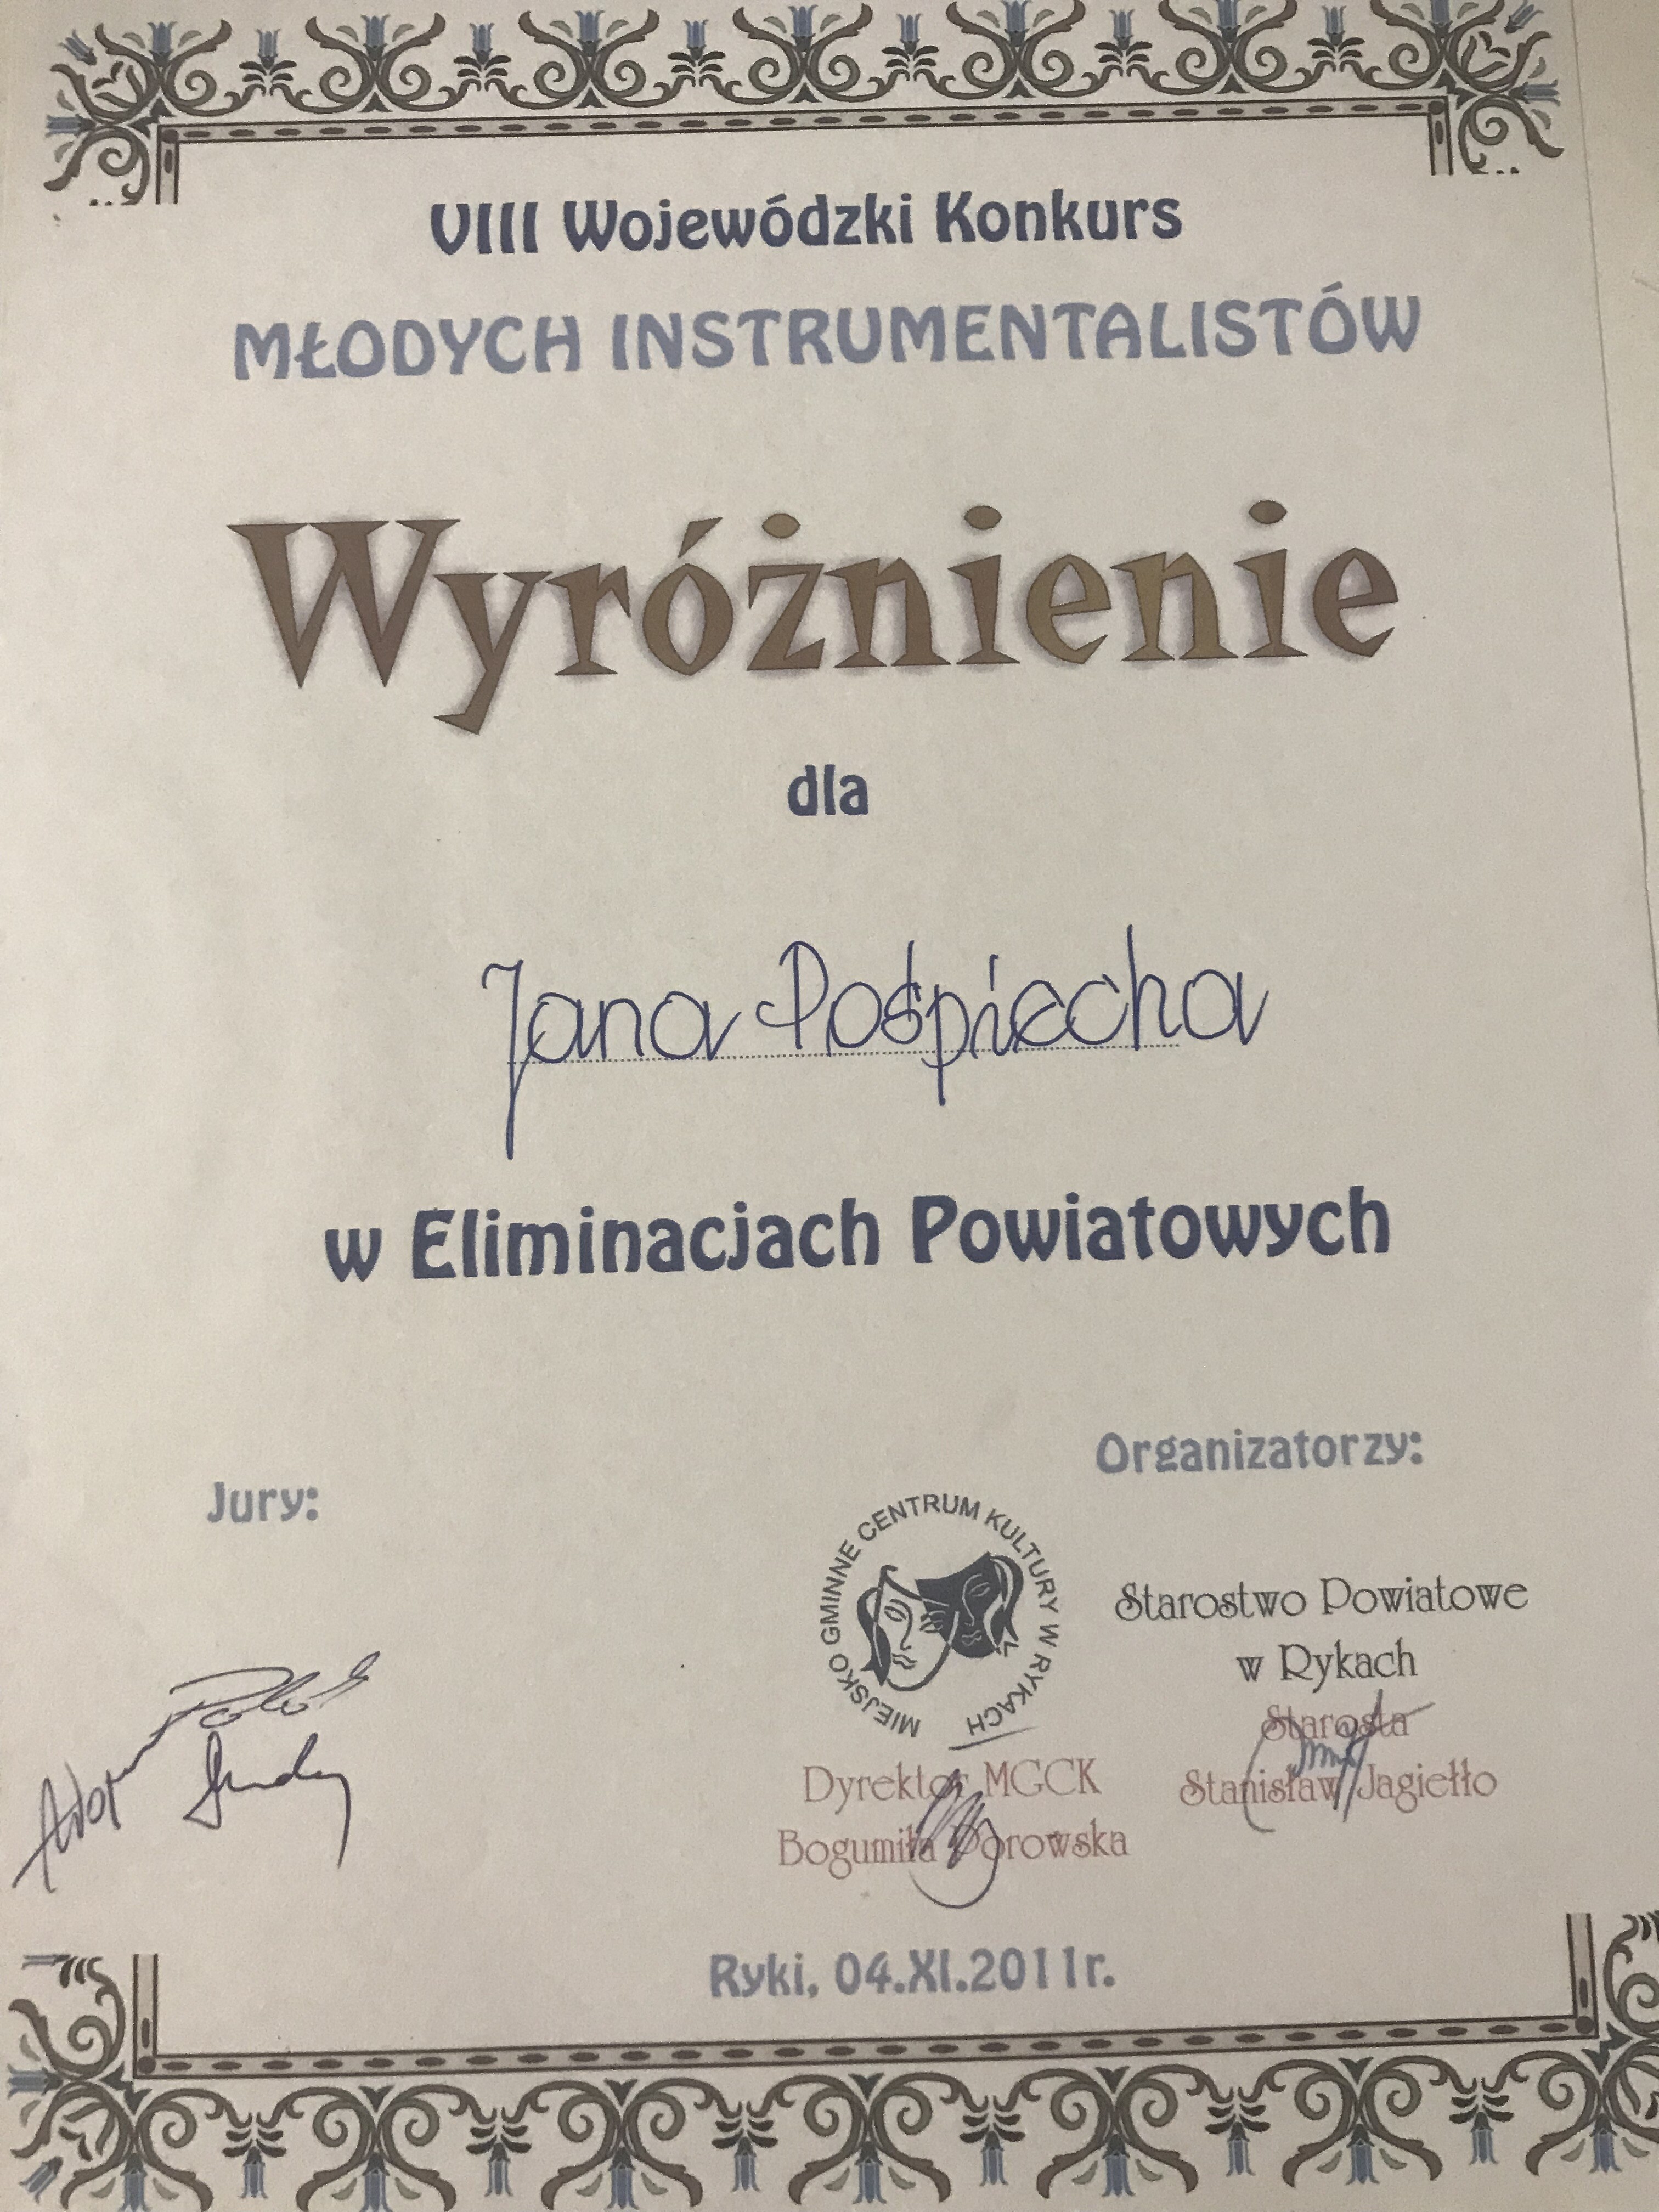 VIII Wojewódzki Konkurs
MŁODYCH INSTRUMENTALISTÓW
Wyróżnienie
dla
Jana Pośpiecha
w Eliminacjach Powiatowych
Jury:
Organizatorzy:
MIEJSKO GMINNE CENTRUM KULTURY W RYKACH
Dyrektor MGCK
Bogumiła Porowska
Starostwo Powiatowe
w Rykach
Starosta
Stanisław Jagiełło
Ryki, 04.XI.2011r.